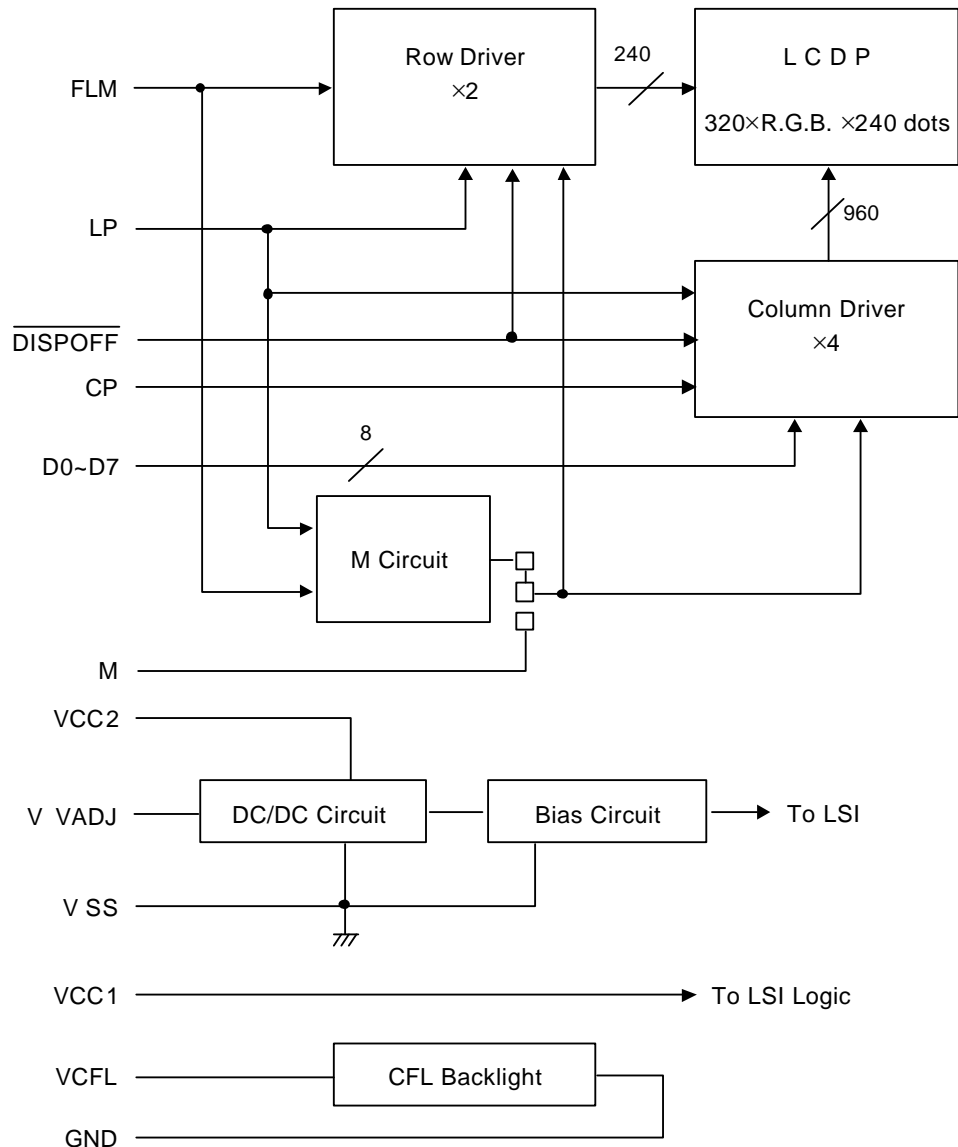 Row Driver
×2
240
L C D P
320×R.G.B. ×240 dots
FLM
LP
960
Column Driver
×4
DISPOFF
CP
8
D0~D7
M Circuit
M
VCC2
V VADJ
DC/DC Circuit
Bias Circuit
To LSI
V SS
VCC1
To LSI Logic
VCFL
CFL Backlight
GND